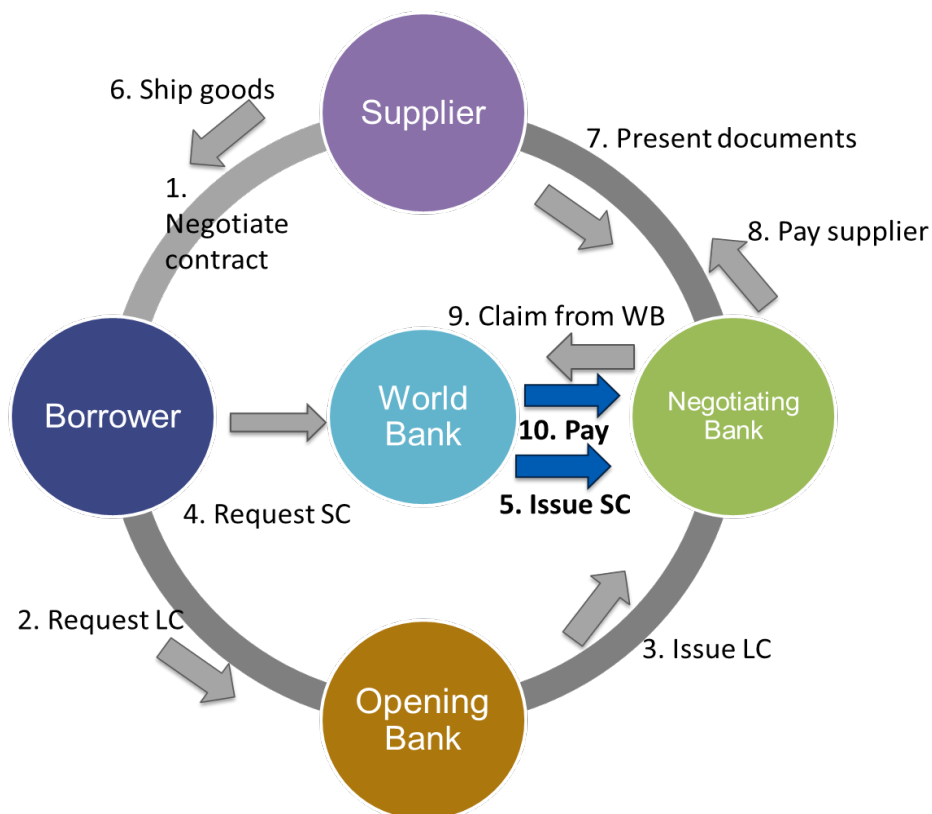 6. Ship goods
Supplier
7. Present documents
1.
Negotiate
contract
8. Pay supplier
9. Claim from WB
Borrower
World
Bank
Negotiating
Bank
10. Pay
4. Request SC
5. Issue SC
2. Request LC
3. Issue LC
Opening
Bank